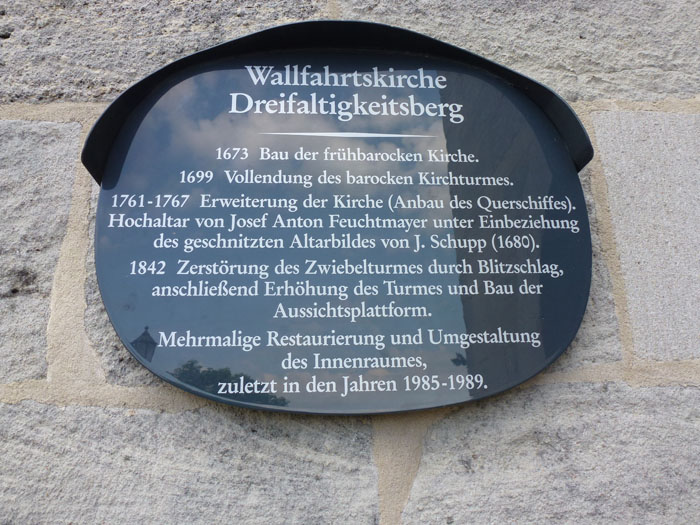 Wallfahrtskirche
Dreifaltigkeitsberg
1673 Bau der frühbarocken Kirche.
1699 Vollendung des barocken Kirchturmes.
1761-1767 Erweiterung der Kirche (Anbau des Querschiffes).
Hochaltar von Josef Anton Feuchtmayer unter Einbeziehung
des geschnitzten Altarbildes von J. Schupp (1680).
1842 Zerstörung des Zwiebelturmes durch Blitzschlag,
anschließend Erhöhung des Turmes und Bau der
Aussichtsplattform.
Mehrmalige Restaurierung und Umgestaltung
des Innenraumes,
zuletzt in den Jahren 1985-1989.